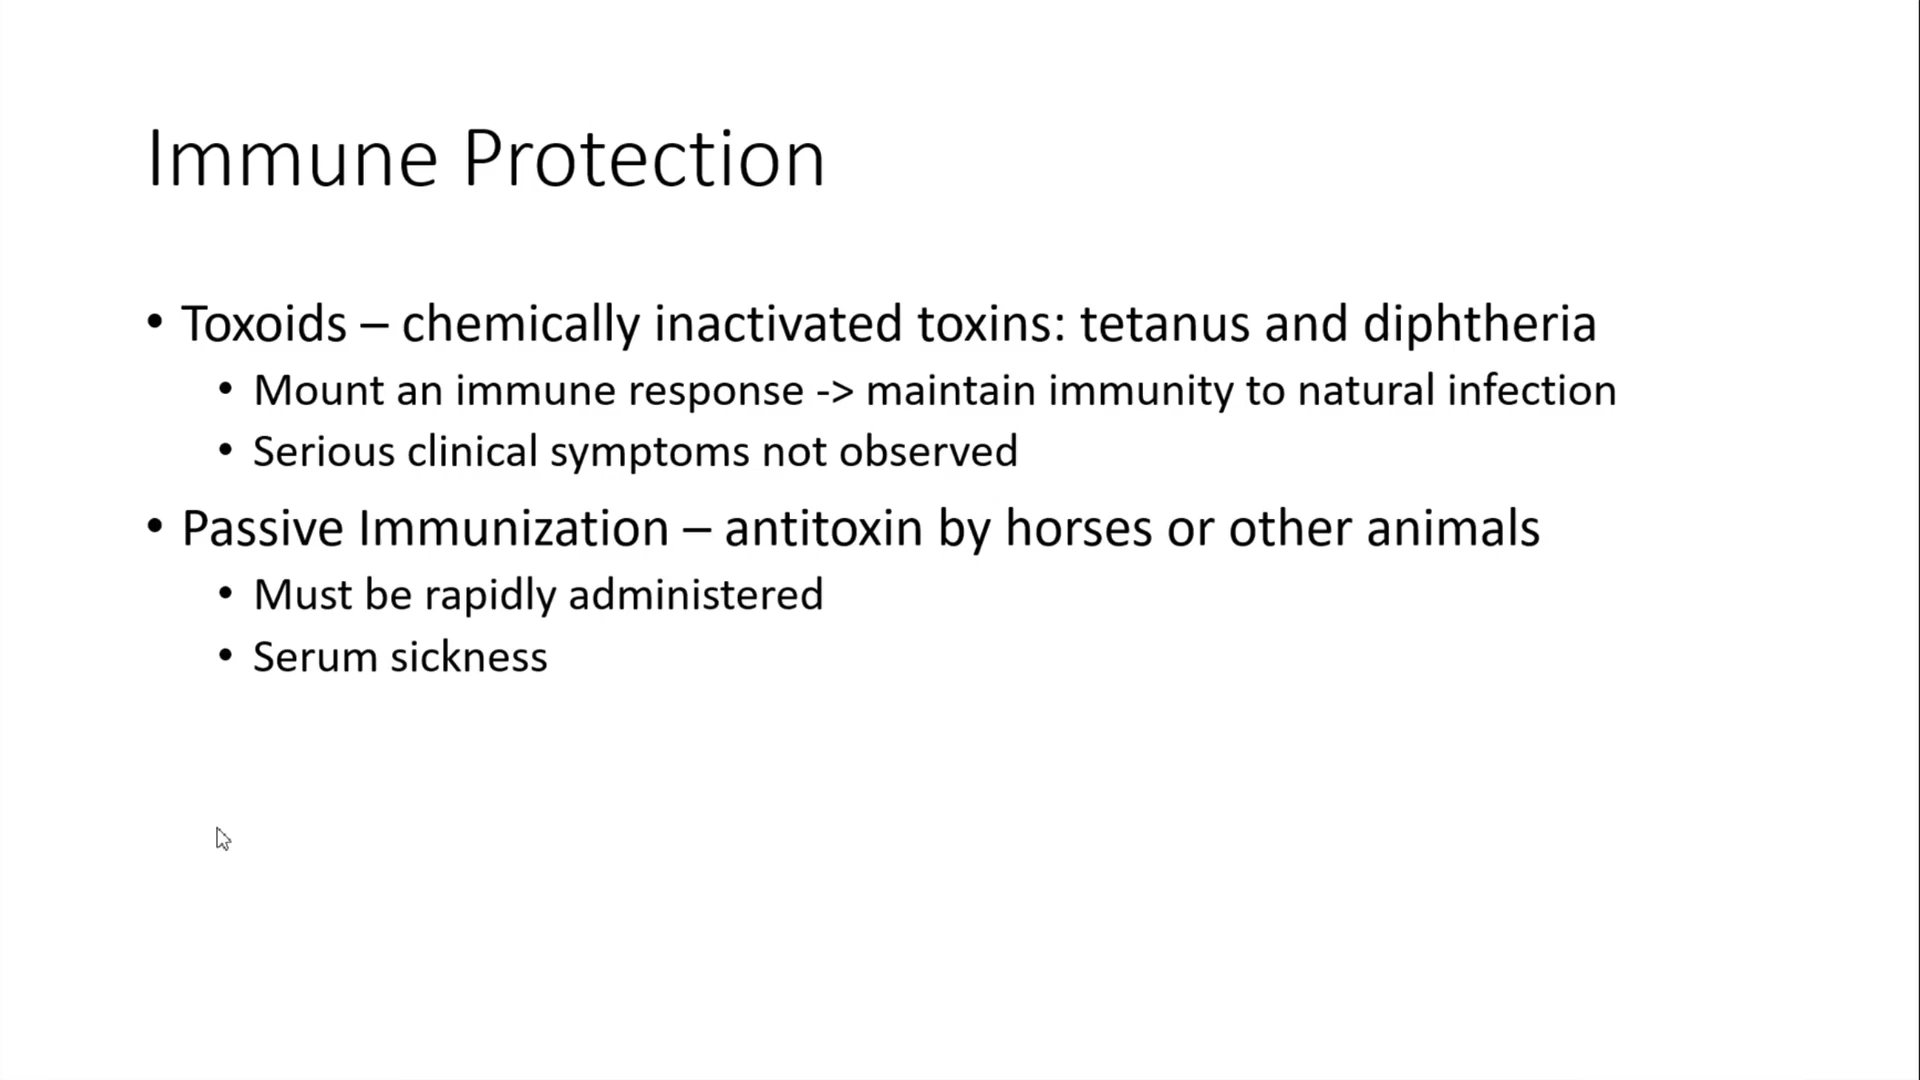 Immune Protection
• Toxoids – chemically inactivated toxins: tetanus and diphtheria
• Mount an immune response -> maintain immunity to natural infection
• Serious clinical symptoms not observed
• Passive Immunization – antitoxin by horses or other animals
• Must be rapidly administered
• Serum sickness